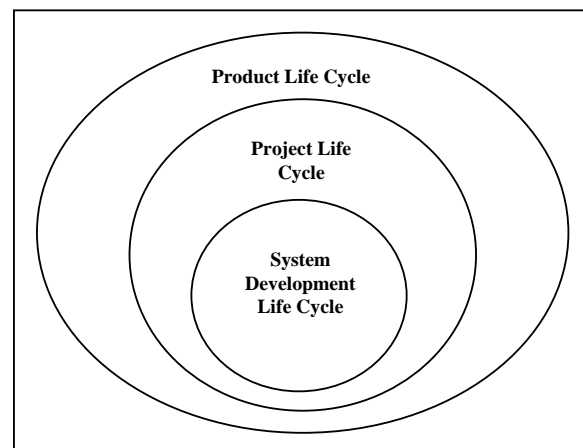 Product Life Cycle
Project Life
Cycle
System
Development
Life Cycle